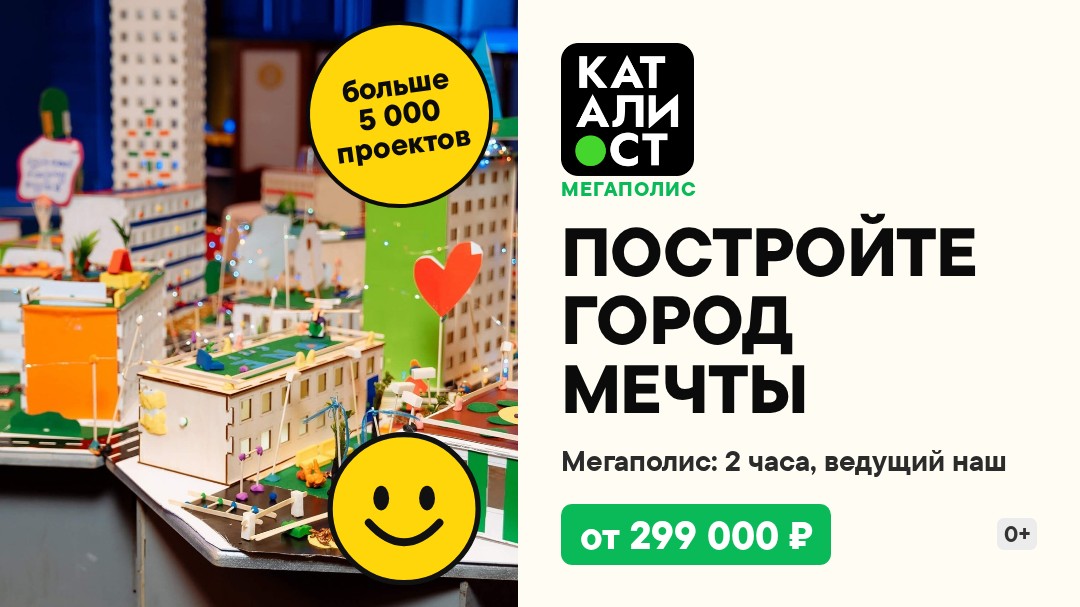 больше
5 000
проектов
КАТ
АЛИ
СТ
МЕГАПОЛИС
ПОСТРОЙТЕ
ГОРОД
МЕЧТЫ
Мегаполис: 2 часа, ведущий наш
от 299 000 ₽
0+